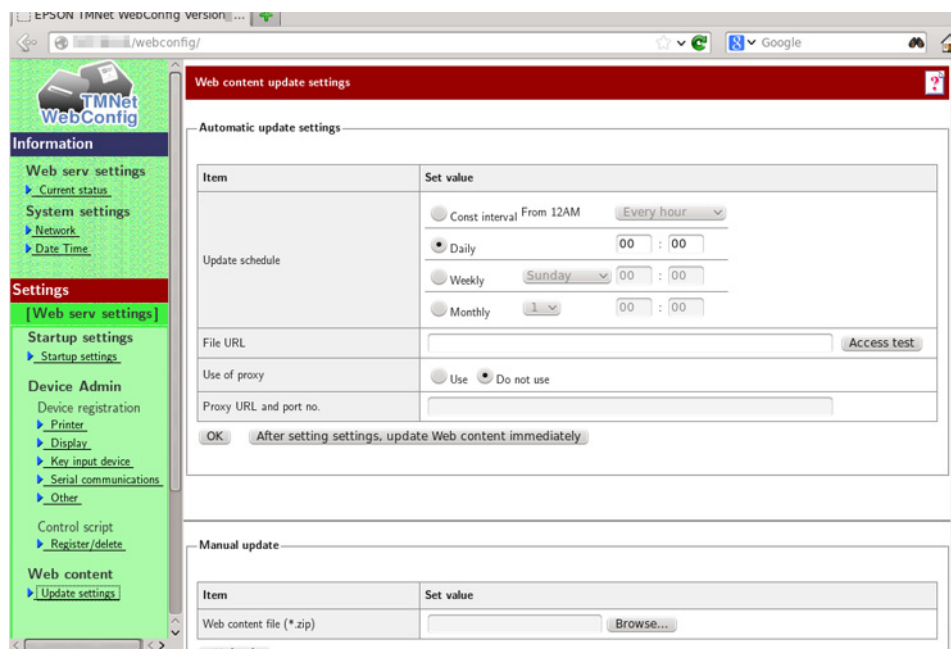 EPSON TMNet WebConfig Version ...
/webconfig/
Google
TMNet
WebConfig
Information
Web serv settings
Current status
System settings
Network
Date Time
Settings
[Web serv settings]
Startup settings
Startup settings
Device Admin
Device registration
Printer
Display
Key input device
Serial communications
Other
Control script
Register/delete
Web content
Update settings
Web content update settings
?
Automatic update settings
Item Set value
Update schedule
Const interval From 12AM Every hour
Daily 00 : 00
Weekly Sunday 00 : 00
Monthly 1 00 : 00
File URL Access test
Use of proxy Use Do not use
Proxy URL and port no.
OK After setting settings, update Web content immediately
Manual update
Item Set value
Web content file (*.zip) Browse...